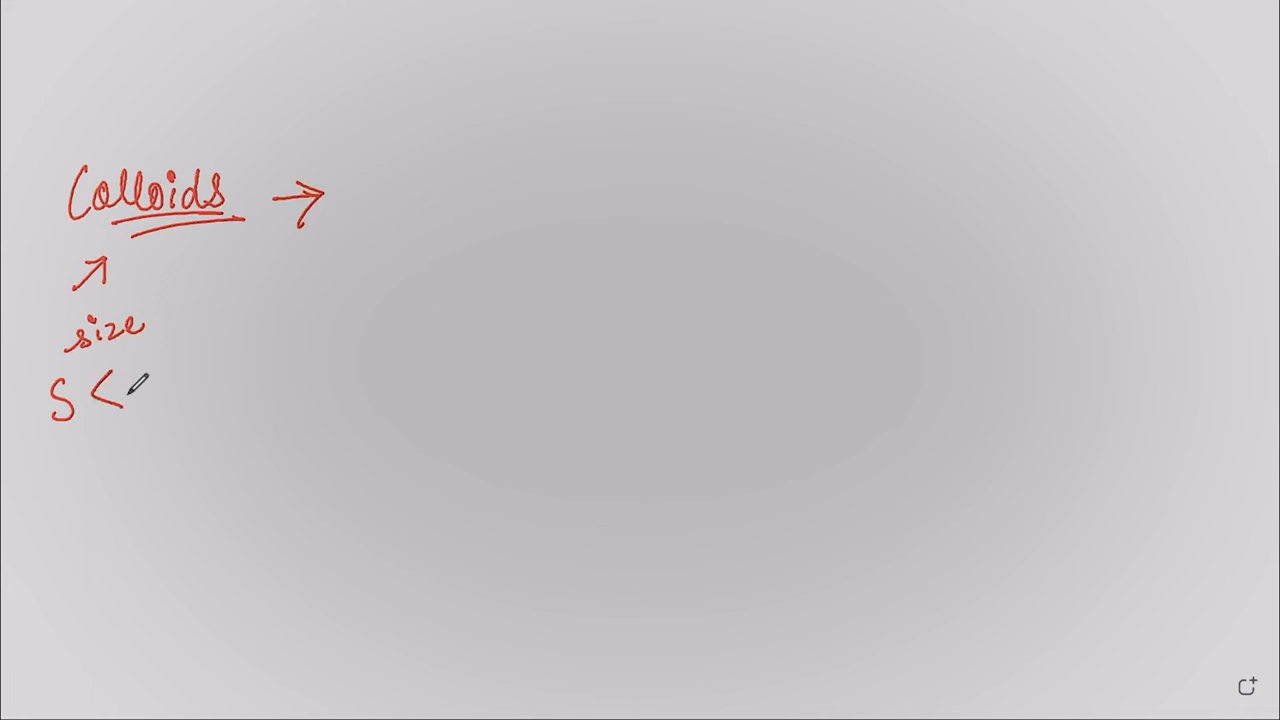 Colloids →
↗
size
S <